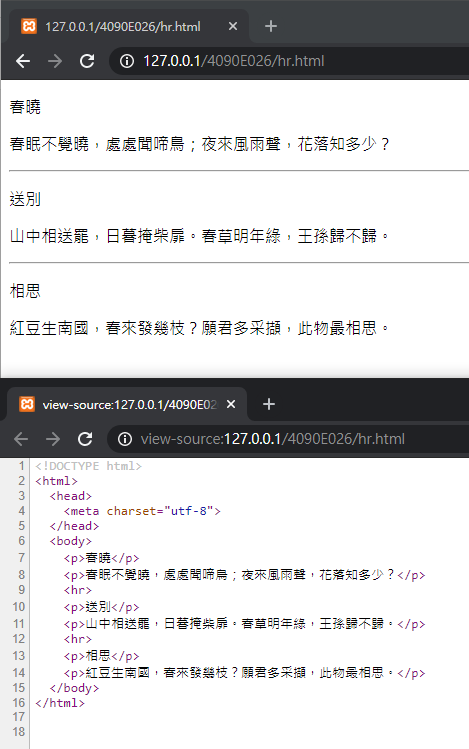 127.0.0.1/4090E026/hr.html
127.0.0.1/4090E026/hr.html
春曉
春眠不覺曉，處處聞啼鳥；夜來風雨聲，花落知多少？
送別
山中相送罷，日暮掩柴扉。春草明年綠，王孫歸不歸。
相思
紅豆生南國，春來發幾枝？願君多采擷，此物最相思。
view-source:127.0.0.1/4090E02
view-source:127.0.0.1/4090E026/hr.html
1 <!DOCTYPE html>
2 <html>
3   <head>
4     <meta charset="utf-8">
5   </head>
6   <body>
7     <p>春曉</p>
8     <p>春眠不覺曉，處處聞啼鳥；夜來風雨聲，花落知多少？</p>
9     <hr>
10     <p>送別</p>
11     <p>山中相送罷，日暮掩柴扉。春草明年綠，王孫歸不歸。</p>
12     <hr>
13     <p>相思</p>
14     <p>紅豆生南國，春來發幾枝？願君多采擷，此物最相思。</p>
15   </body>
16 </html>
17
18